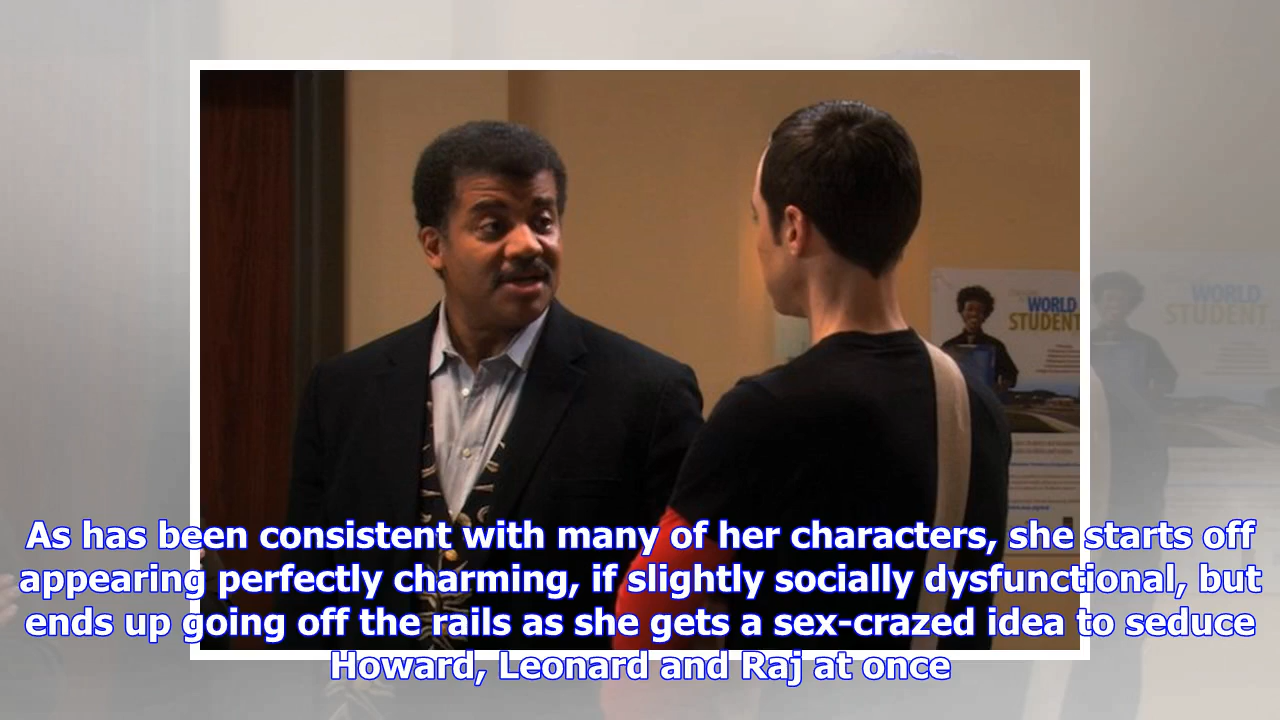 WORLD
STUDENT
WORLD
STUDENT
As has been consistent with many of her characters, she starts off
appearing perfectly charming, if slightly socially dysfunctional, but
ends up going off the rails as she gets a sex-crazed idea to seduce
Howard, Leonard and Raj at once